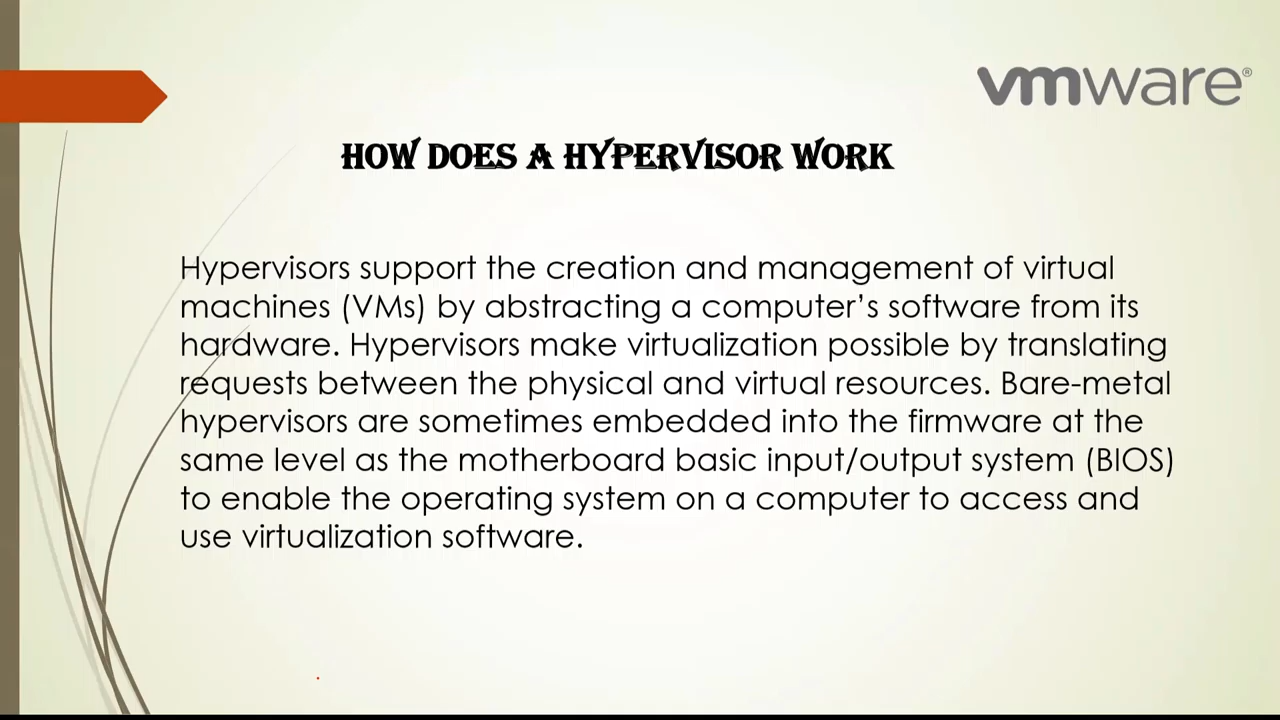 vmware®
HOW DOES A HYPERVISOR WORK
Hypervisors support the creation and management of virtual
machines (VMs) by abstracting a computer’s software from its
hardware. Hypervisors make virtualization possible by translating
requests between the physical and virtual resources. Bare-metal
hypervisors are sometimes embedded into the firmware at the
same level as the motherboard basic input/output system (BIOS)
to enable the operating system on a computer to access and
use virtualization software.